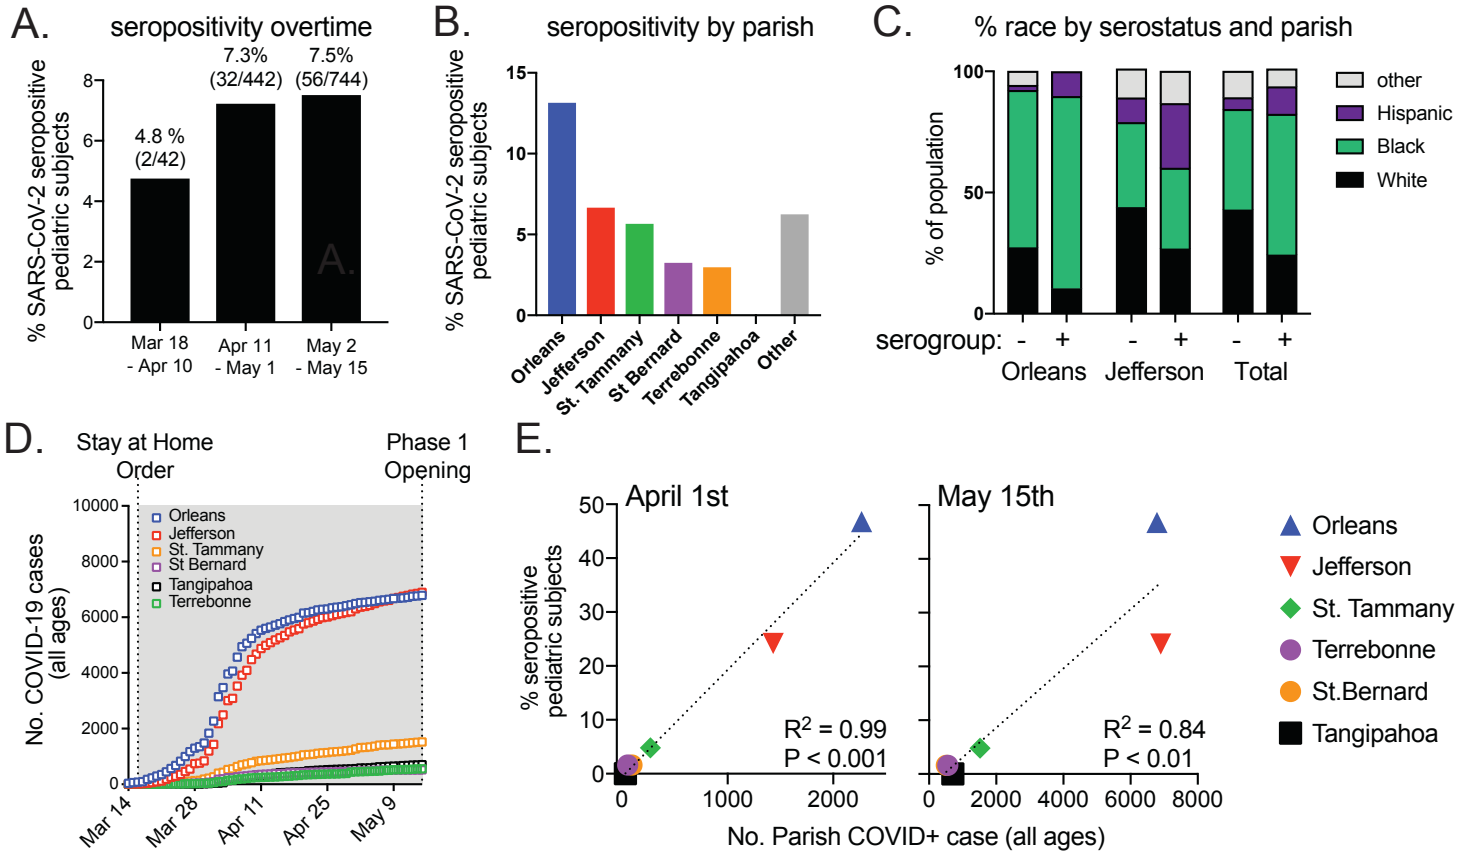 A.
seropositivity overtime
% SARS-CoV-2 seropositive
pediatric subjects
8
6
4
2
0
4.8 %
(2/42)
7.3%
(32/442)
7.5%
(56/744)
A.
Mar 18
- Apr 10
Apr 11
- May 1
May 2
- May 15
B.
seropositivity by parish
% SARS-CoV-2 seropositive
pediatric subjects
15
10
5
0
Orleans
Jefferson
St. Tammany
St Bernard
Terrebonne
Tangipahoa
Other
C.
% race by serostatus and parish
% of population
100
50
0
other
Hispanic
Black
White
serogroup: - + - + - +
Orleans Jefferson Total
D.
Stay at Home
Order
Phase 1
Opening
No. COVID-19 cases
(all ages)
10000
8000
6000
4000
2000
0
Orleans
Jefferson
St. Tammany
St Bernard
Tangipahoa
Terrebonne
Mar 14
Mar 28
Apr 11
Apr 25
May 9
E.
% seropositive
pediatric subjects
50
40
30
20
10
0
April 1st
R2 = 0.99
P < 0.001
0 1000 2000
May 15th
R2 = 0.84
P < 0.01
0 2000 4000 6000 8000
No. Parish COVID+ case (all ages)
Orleans
Jefferson
St. Tammany
Terrebonne
St.Bernard
Tangipahoa